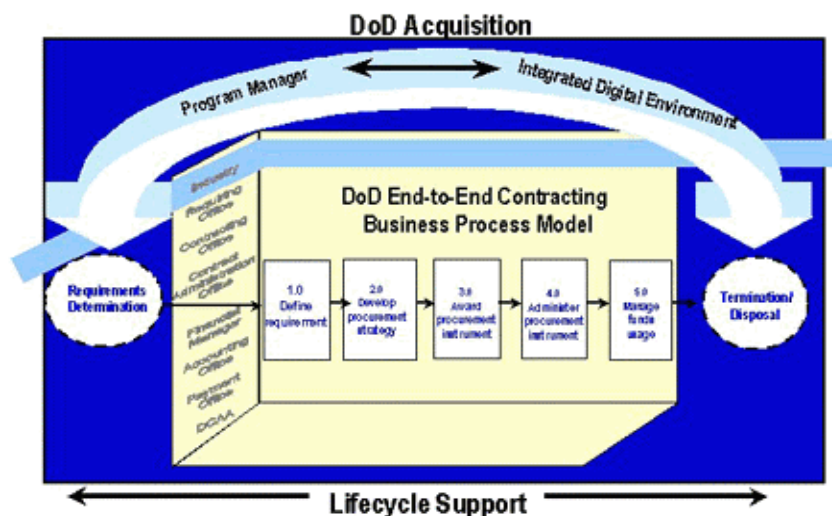 DoD Acquisition
Program Manager
Integrated Digital Environment
Industry
Requiring
Office
Contracting
Office
Contract
Administration
Office
Financial
Manager
Accounting
Office
Payment
Office
DCAA
DoD End-to-End Contracting
Business Process Model
Requirements
Determination
1.0
Define
requirement
2.0
Develop
procurement
strategy
3.0
Award
procurement
instrument
4.0
Administer
procurement
instrument
5.0
Manage
funds
usage
Termination/
Disposal
Lifecycle Support